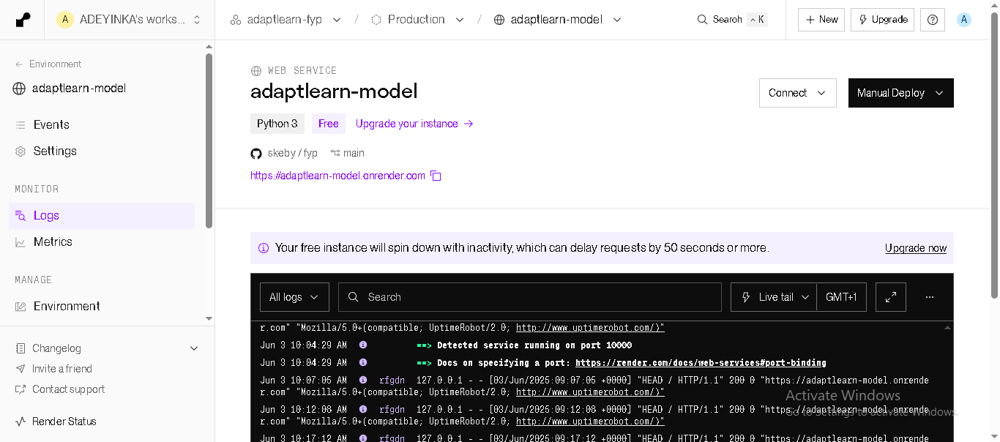 A ADEYINKA's works...
adaptlearn-fyp / Production / adaptlearn-model
Search ^ K
New
Upgrade
A
Environment
adaptlearn-model
Events
Settings
MONITOR
Logs
Metrics
MANAGE
Environment
Changelog
Invite a friend
Contact support
Render Status
WEB SERVICE
adaptlearn-model
Connect
Manual Deploy
Python 3 Free Upgrade your instance →
skeby / fyp main
https://adaptlearn-model.onrender.com
Your free instance will spin down with inactivity, which can delay requests by 50 seconds or more. Upgrade now
All logs Search Live tail GMT+1 ...
r.com" "Mozilla/5.0+(compatible; UptimeRobot/2.0; http://www.uptimerobot.com/)"
Jun 3 10:04:29 AM ==> Detected service running on port 10000
Jun 3 10:04:29 AM ==> Docs on specifying a port: https://render.com/docs/web-services#port-binding
Jun 3 10:07:05 AM rfgdn 127.0.0.1 - - [03/Jun/2025:09:07:05 +0000] "HEAD / HTTP/1.1" 200 0 "https://adaptlearn-model.onrende
r.com" "Mozilla/5.0+(compatible; UptimeRobot/2.0; http://www.uptimerobot.com/)"
Jun 3 10:12:08 AM rfgdn 127.0.0.1 - - [03/Jun/2025:09:12:08 +0000] "HEAD / HTTP/1.1" 200 0 "https://adaptlearn-model.onrende
r.com" "Mozilla/5.0+(compatible; UptimeRobot/2.0; http://www.uptimerobot.com/)"
Jun 3 10:17:12 AM rfgdn 127.0.0.1 - - [03/Jun/2025:09:17:12 +0000] "HEAD / HTTP/1.1" 200 0 "https://adaptlearn-model.onrende
Activate Windows
Go to Settings to activate Windows.